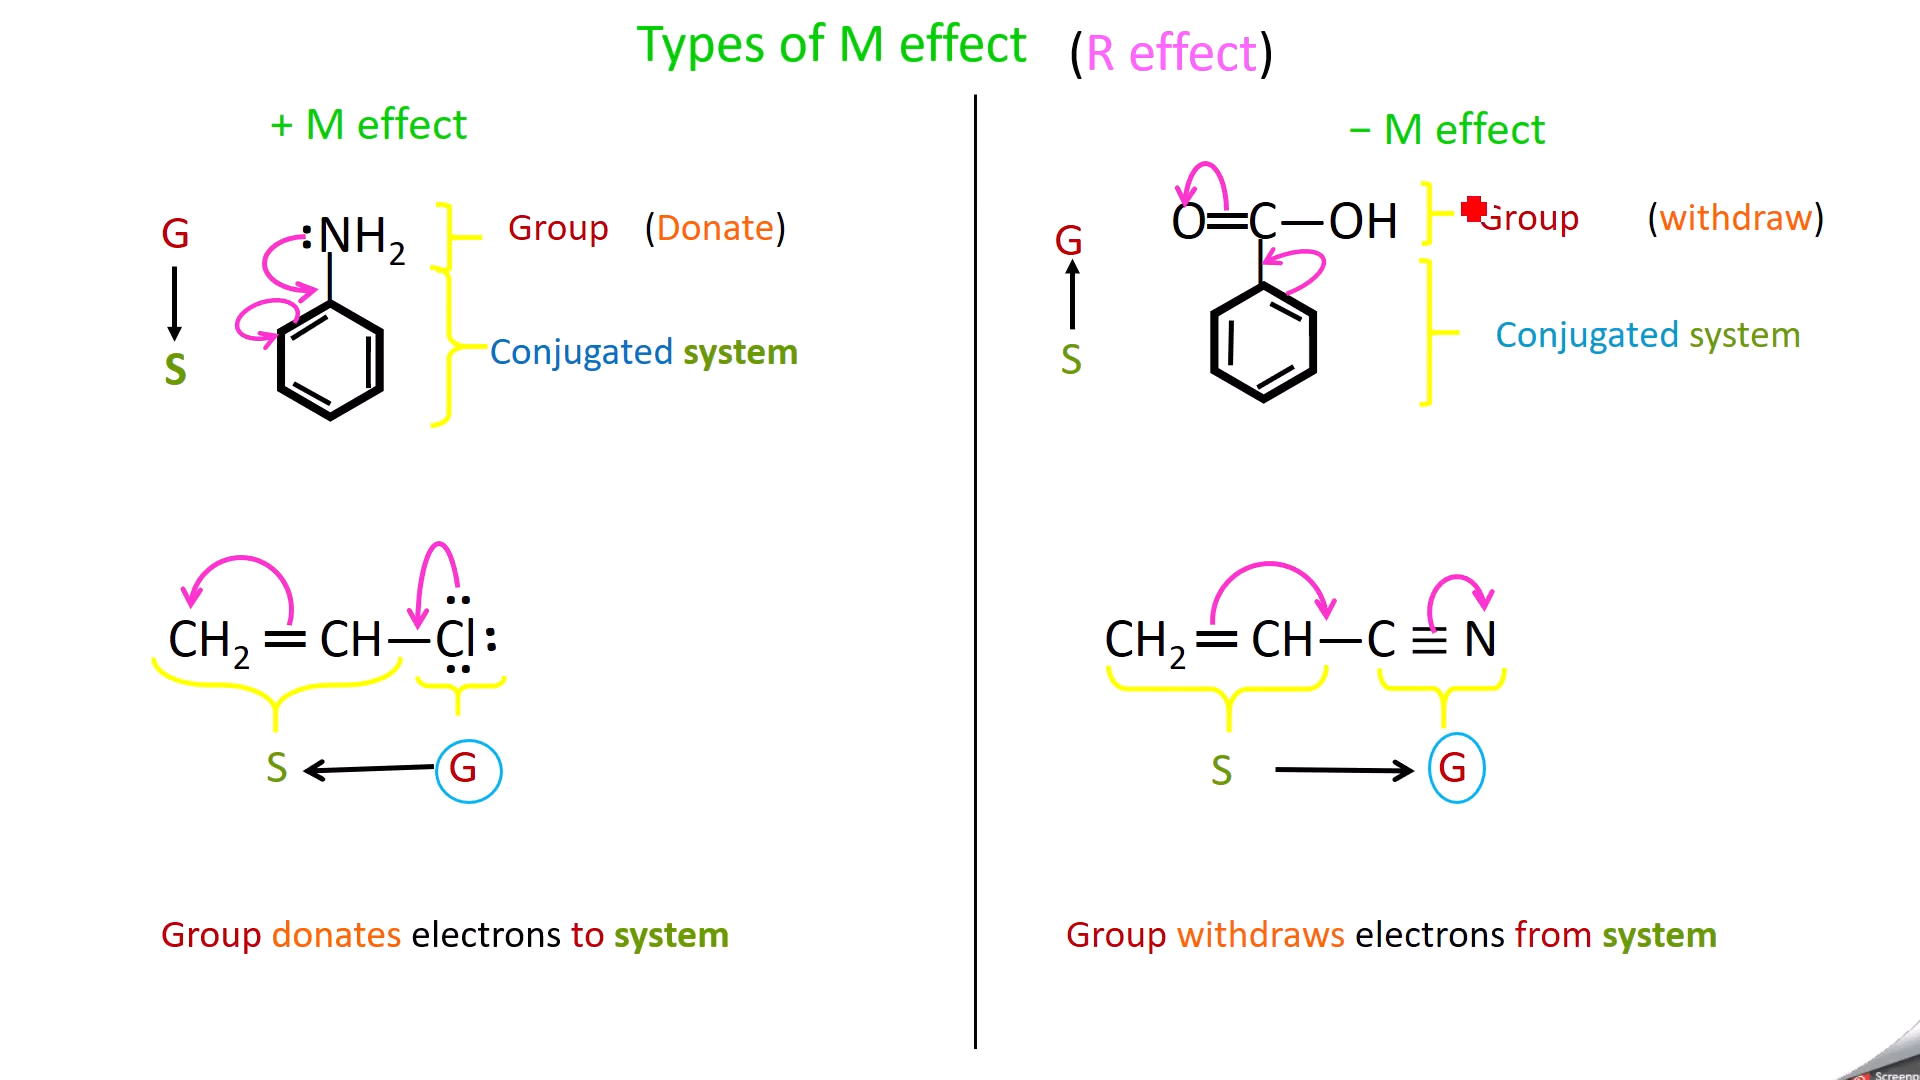 Types of M effect (R effect)
+ M effect
G
:NH2
Group (Donate)
S
Conjugated system
CH2 = CH — Cl:
S G
Group donates electrons to system
− M effect
O=C—OH
Group (withdraw)
G
S
Conjugated system
CH2 = CH — C ≡ N
S G
Group withdraws electrons from system